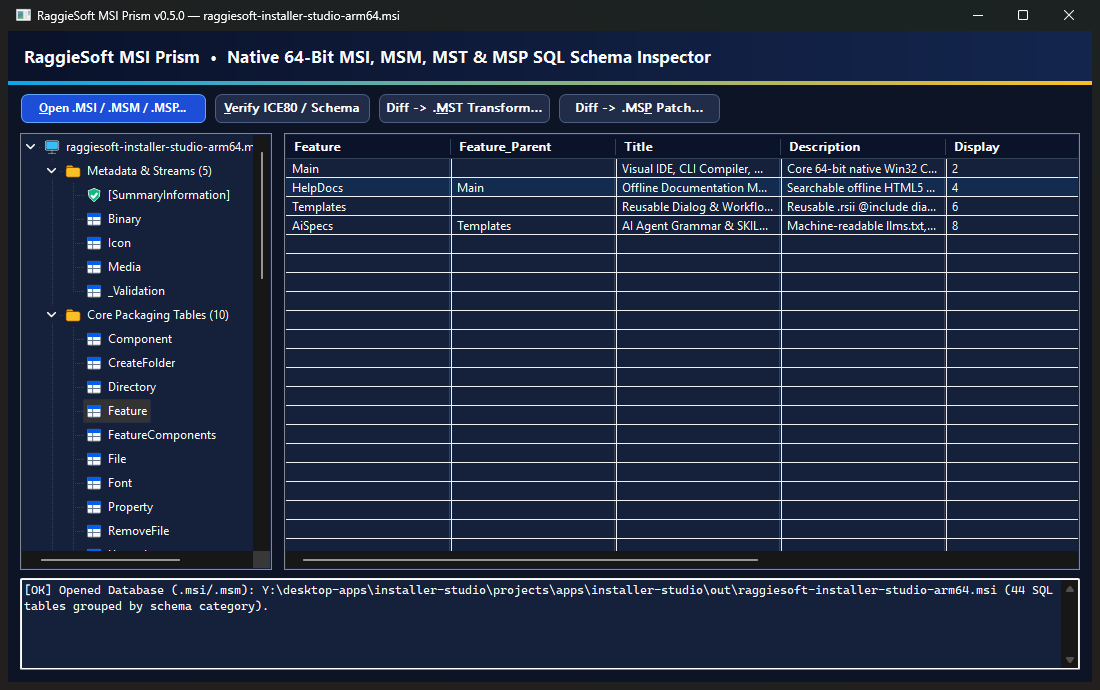 RaggieSoft MSI Prism v0.5.0 — raggiesoft-installer-studio-arm64.msi
RaggieSoft MSI Prism • Native 64-Bit MSI, MSM, MST & MSP SQL Schema Inspector
Open .MSI / .MSM / .MSP... Verify ICE80 / Schema Diff -> .MST Transform... Diff -> .MSP Patch...
raggiesoft-installer-studio-arm64.m
Metadata & Streams (5)
[SummaryInformation]
Binary
Icon
Media
_Validation
Core Packaging Tables (10)
Component
CreateFolder
Directory
Feature
FeatureComponents
File
Font
Property
RemoveFile
Feature Feature_Parent Title Description Display
Main Visual IDE, CLI Compiler, ... Core 64-bit native Win32 C... 2
HelpDocs Main Offline Documentation M... Searchable offline HTML5 ... 4
Templates Reusable Dialog & Workflo... Reusable .rsii @include dia... 6
AiSpecs Templates AI Agent Grammar & SKIL... Machine-readable llms.txt,... 8
[OK] Opened Database (.msi/.msm): Y:\desktop-apps\installer-studio\projects\apps\installer-studio\out\raggiesoft-installer-studio-arm64.msi (44 SQL
tables grouped by schema category).